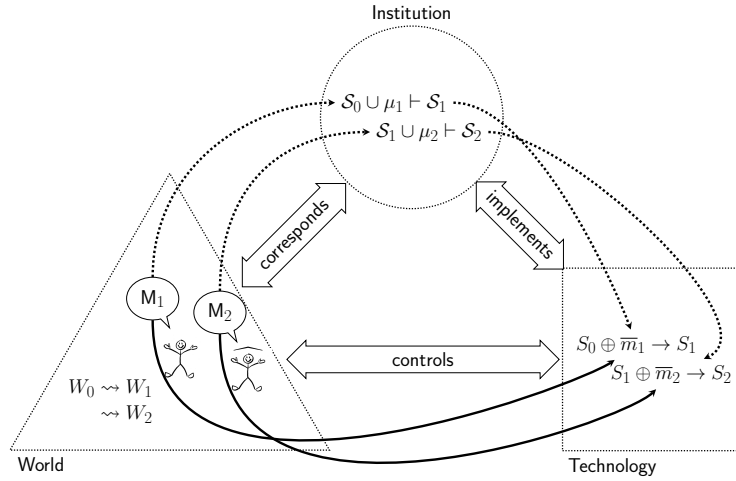 Institution
𝒮₀ ∪ μ₁ ⊢ 𝒮₁
𝒮₁ ∪ μ₂ ⊢ 𝒮₂
corresponds
implements
M₁
M₂
controls
W₀ ⇝ W₁
⇝ W₂
S₀ ⊕ m̅₁ → S₁
S₁ ⊕ m̅₂ → S₂
World
Technology